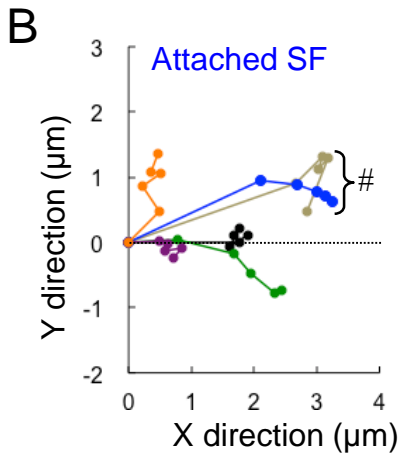 B
Attached SF
Y direction (μm)
3
2
1
0
-1
-2
#
0 1 2 3 4
X direction (μm)